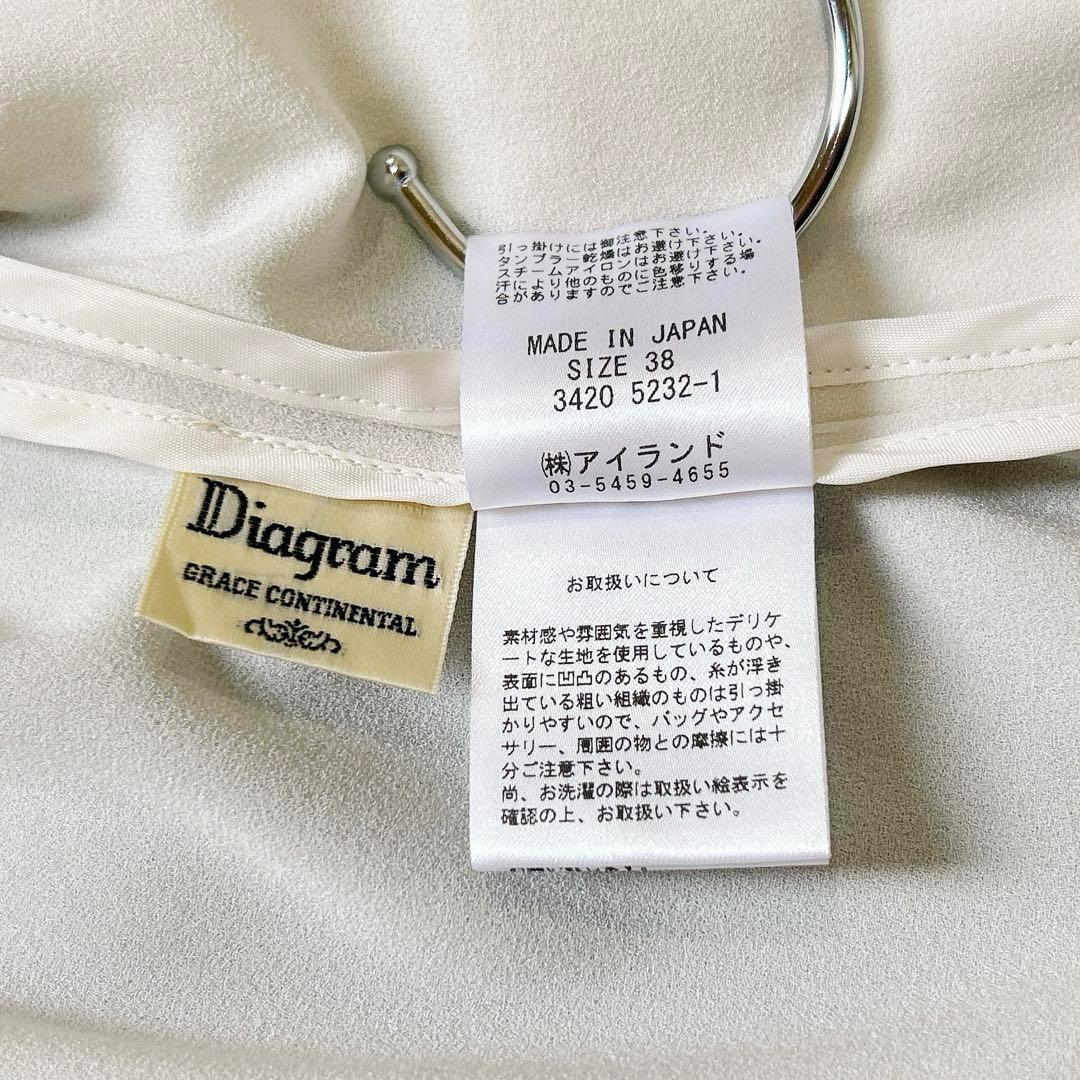 引っ掛けには御注意下さい。
タンブラー乾燥はお避け下さい。
スチームアイロンはお避け下さい。
汗により他のものに色移りする場
合がありますのでご注意下さい。
MADE IN JAPAN
SIZE 38
3420 5232-1
㈱アイランド
03-5459-4655
Diagram
GRACE CONTINENTAL
お取扱いについて
素材感や雰囲気を重視したデリケ
ートな生地を使用しているものや、
表面に凹凸のあるもの、糸が浮き
出ている粗い組織のものは引っ掛
かりやすいので、バッグやアクセ
サリー、周囲の物との摩擦には十
分ご注意下さい。
尚、お洗濯の際は取扱い絵表示を
確認の上、お取扱い下さい。